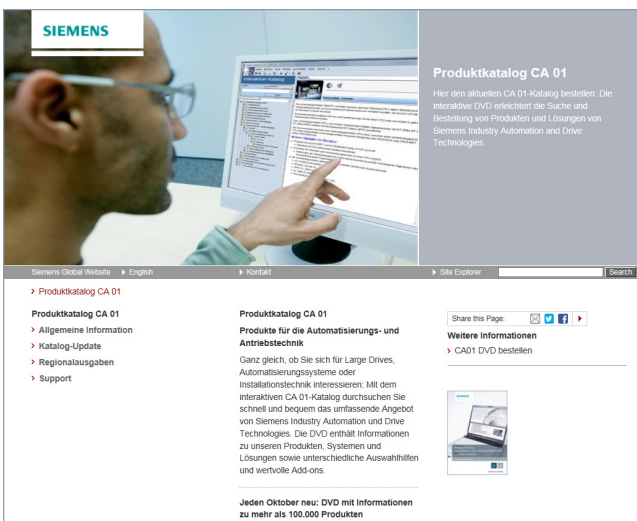 SIEMENS
Produktkatalog CA 01
Hier den aktuellen CA 01-Katalog bestellen: Die
interaktive DVD erleichtert die Suche und
Bestellung von Produkten und Lösungen von
Siemens Industry Automation and Drive
Technologies.
Interaktiver Katalog
Siemens Global Website English Kontakt Site Explorer Search
Produktkatalog CA 01
Produktkatalog CA 01
Allgemeine Information
Katalog-Update
Regionalausgaben
Support
Produktkatalog CA 01
Produkte für die Automatisierungs- und
Antriebstechnik
Ganz gleich, ob Sie sich für Large Drives,
Automatisierungssysteme oder
Installationstechnik interessieren: Mit dem
interaktiven CA 01-Katalog durchsuchen Sie
schnell und bequem das umfassende Angebot
von Siemens Industry Automation und Drive
Technologies. Die DVD enthält Informationen
zu unseren Produkten, Systemen und
Lösungen sowie unterschiedliche Auswahlhilfen
und wertvolle Add-ons.
Jeden Oktober neu: DVD mit Informationen
zu mehr als 100.000 Produkten
Share this Page:
Weitere Informationen
CA01 DVD bestellen
SIEMENS